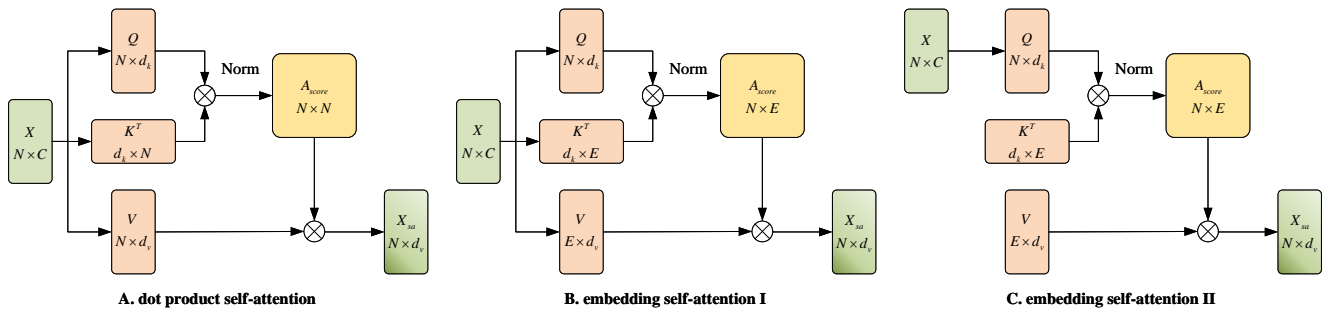 X
N × C
Q
N × d_k
K^T
d_k × N
V
N × d_v
Norm
A_score
N × N
X_sa
N × d_v
A. dot product self-attention
X
N × C
Q
N × d_k
K^T
d_k × E
V
E × d_v
Norm
A_score
N × E
X_sa
N × d_v
B. embedding self-attention I
X
N × C
Q
N × d_k
K^T
d_k × E
V
E × d_v
Norm
A_score
N × E
X_sa
N × d_v
C. embedding self-attention II